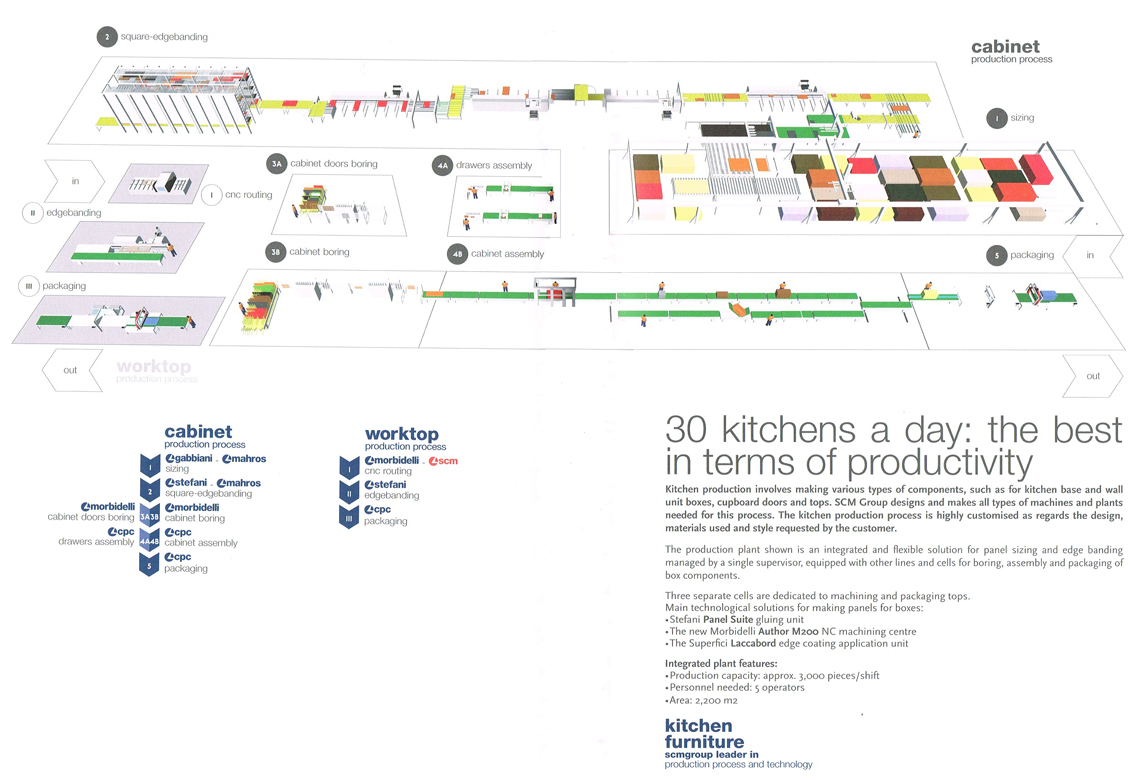 2 square-edgebanding
cabinet
production process
1 sizing
in
1 cnc routing
3A cabinet doors boring
4A drawers assembly
II edgebanding
3B cabinet boring
4B cabinet assembly
5 packaging
in
III packaging
out
worktop
production process
out
cabinet
production process
1 gabbiani - mahros
sizing
2 stefani - mahros
square-edgebanding
morbidelli 3A 3B morbidelli
cabinet doors boring cabinet boring
cpc 4A 4B cpc
drawers assembly cabinet assembly
5 cpc
packaging
worktop
production process
I morbidelli - scm
cnc routing
II stefani
edgebanding
III cpc
packaging
30 kitchens a day: the best
in terms of productivity
Kitchen production involves making various types of components, such as for kitchen base and wall
unit boxes, cupboard doors and tops. SCM Group designs and makes all types of machines and plants
needed for this process. The kitchen production process is highly customised as regards the design,
materials used and style requested by the customer.
The production plant shown is an integrated and flexible solution for panel sizing and edge banding
managed by a single supervisor, equipped with other lines and cells for boring, assembly and packaging of
box components.
Three separate cells are dedicated to machining and packaging tops.
Main technological solutions for making panels for boxes:
•Stefani Panel Suite gluing unit
•The new Morbidelli Author M200 NC machining centre
•The Superfici Laccabord edge coating application unit
Integrated plant features:
•Production capacity: approx. 3,000 pieces/shift
•Personnel needed: 5 operators
•Area: 2,200 m2
kitchen
furniture
scmgroup leader in
production process and technology